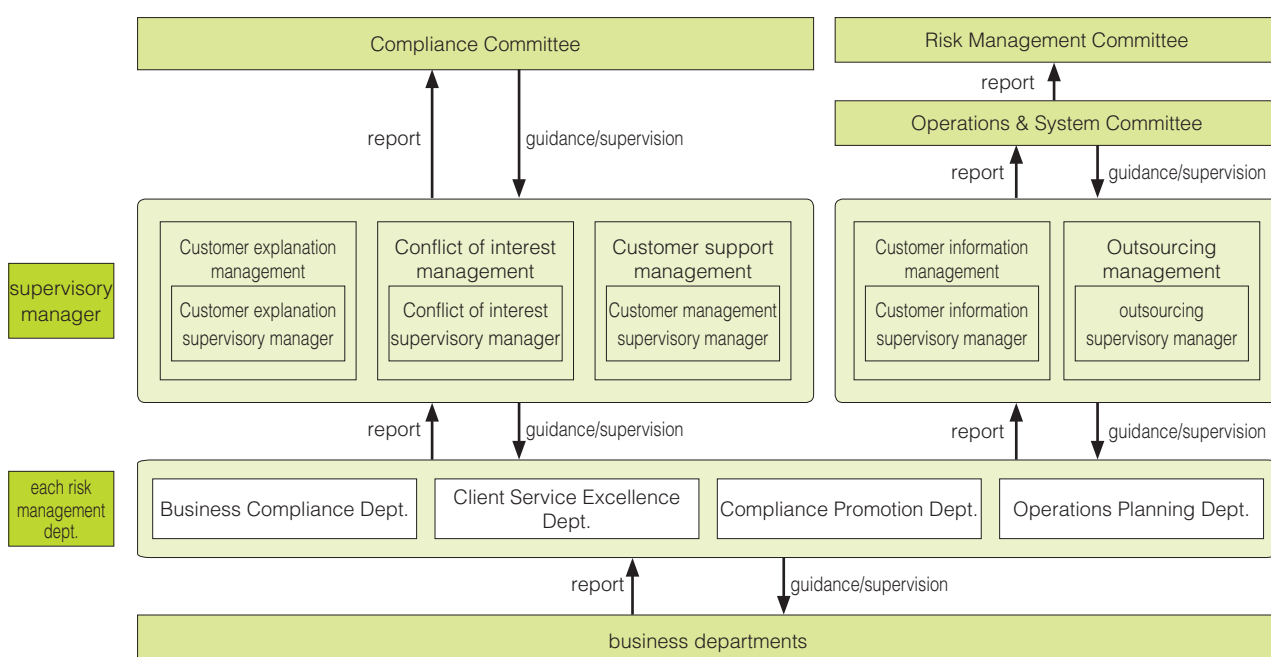 Compliance Committee
Risk Management Committee
report
Operations & System Committee
report
guidance/supervision
report
guidance/supervision
supervisory
manager
Customer explanation
management
Customer explanation
supervisory manager
Conflict of interest
management
Conflict of interest
supervisory manager
Customer support
management
Customer management
supervisory manager
Customer information
management
Customer information
supervisory manager
Outsourcing
management
outsourcing
supervisory manager
report
guidance/supervision
report
guidance/supervision
each risk
management
dept.
Business Compliance Dept.
Client Service Excellence
Dept.
Compliance Promotion Dept.
Operations Planning Dept.
report
guidance/supervision
business departments